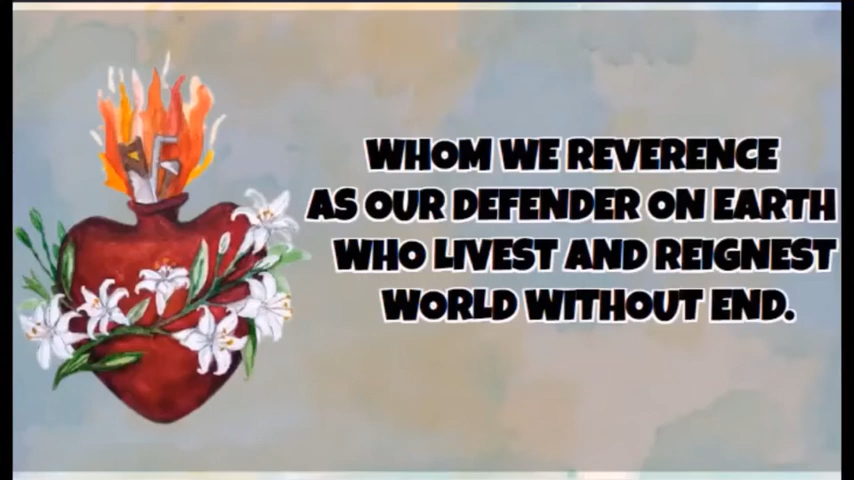 WHOM WE REVERENCE
AS OUR DEFENDER ON EARTH
WHO LIVEST AND REIGNEST
WORLD WITHOUT END.